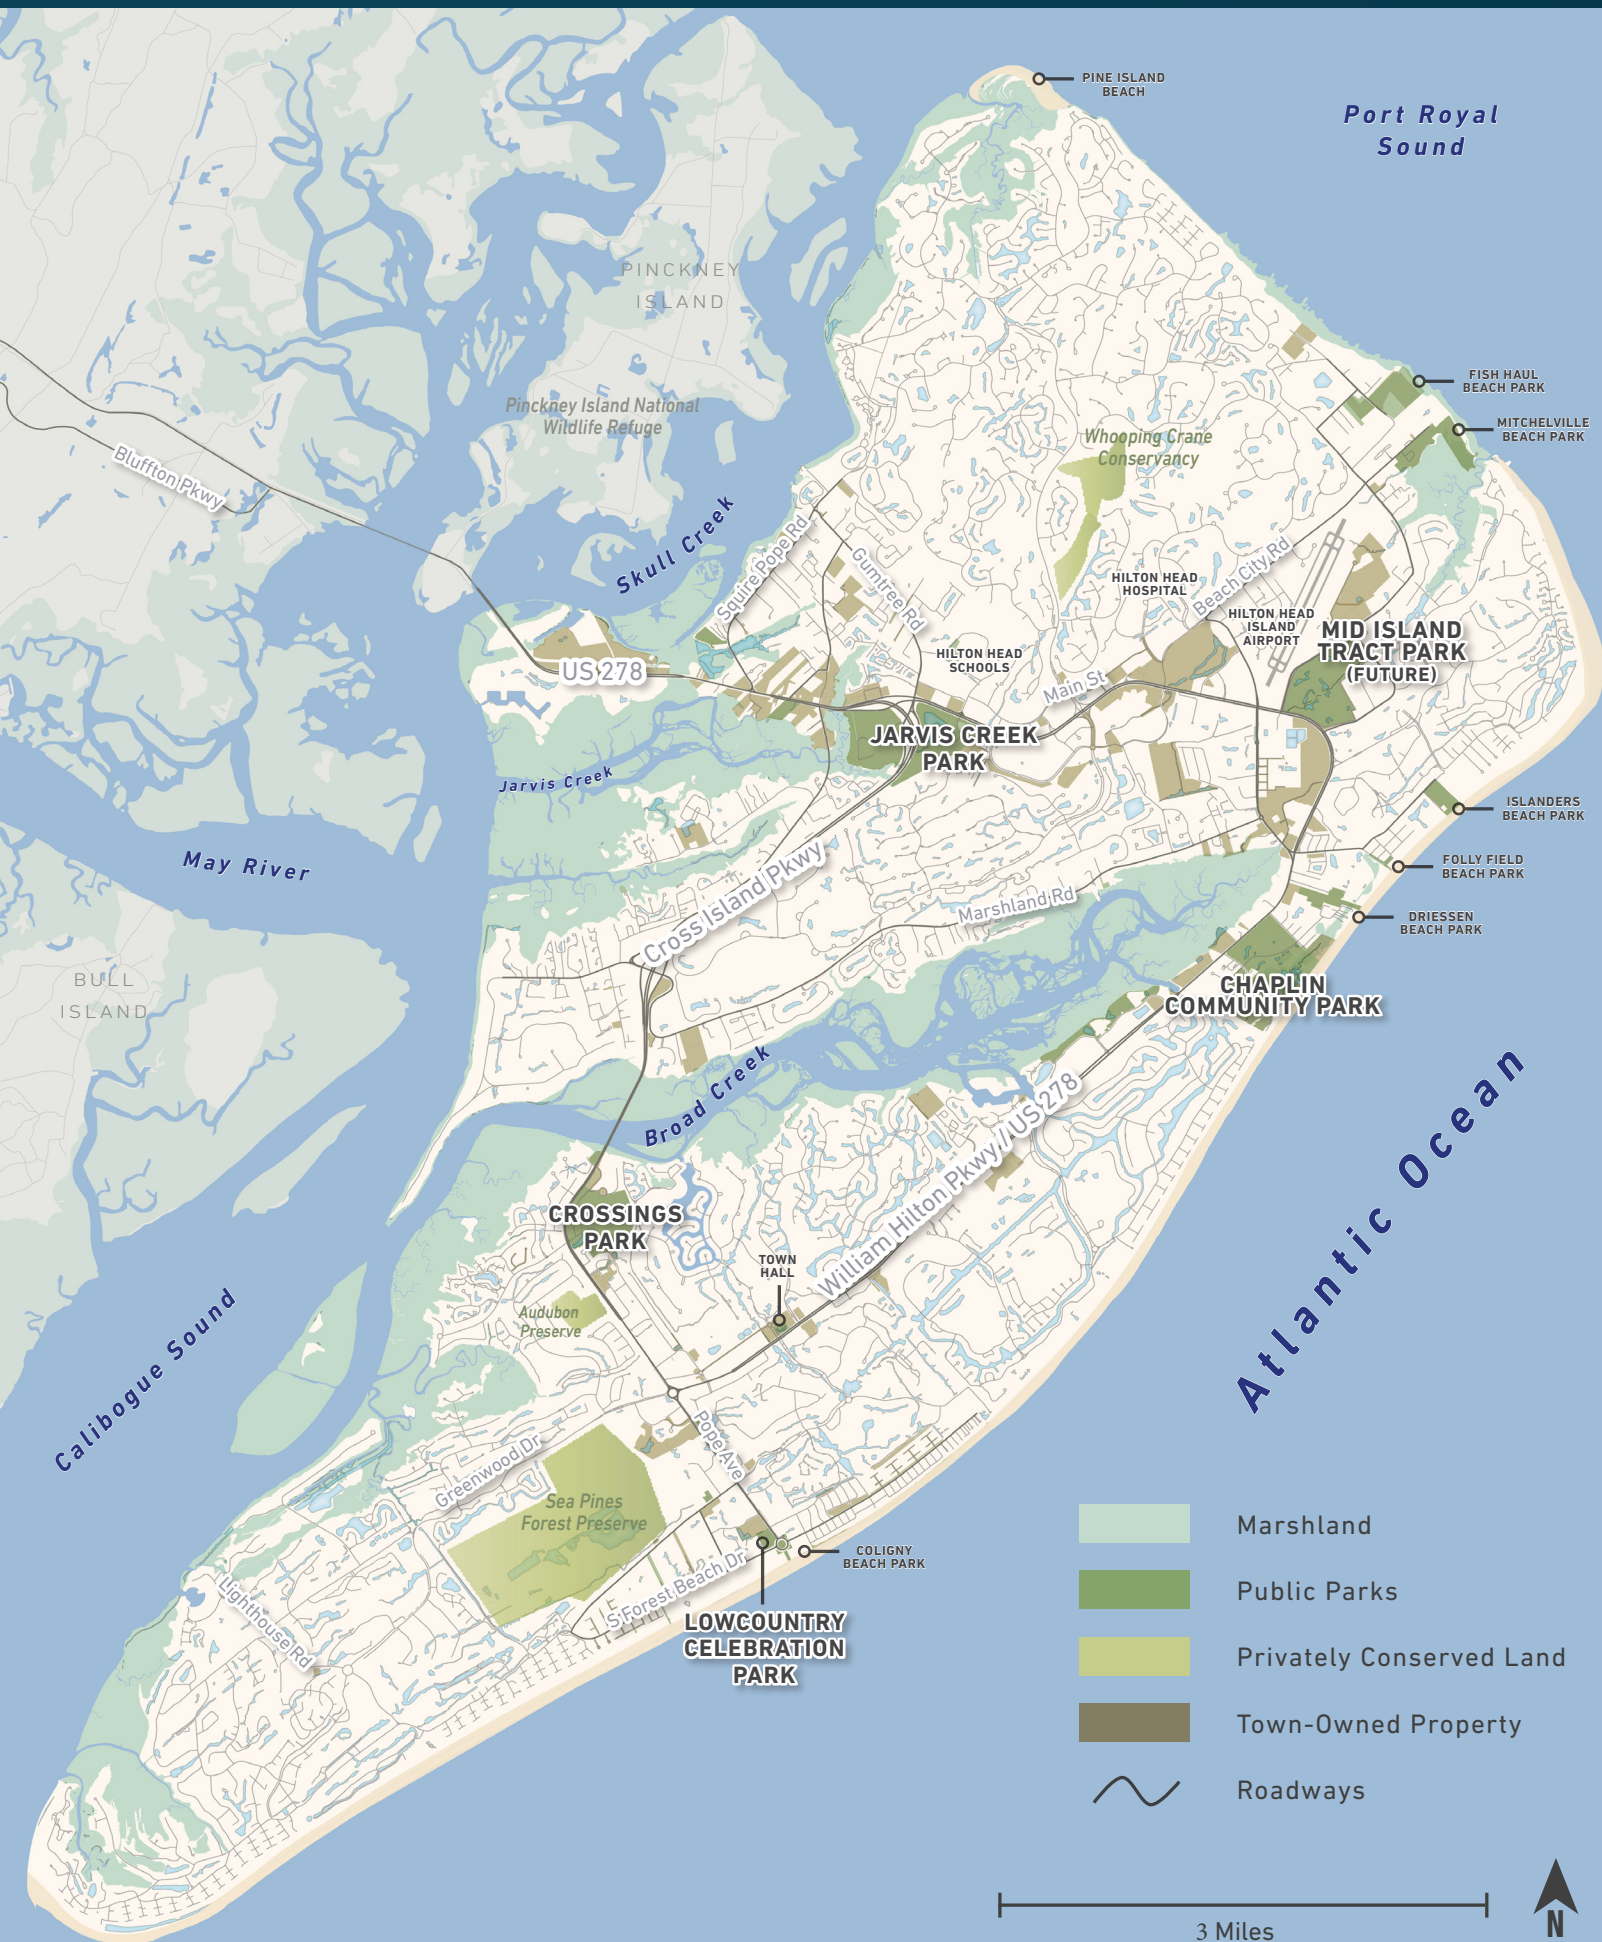 PINE ISLAND
BEACH
Port Royal
Sound
PINCKNEY
ISLAND
FISH HAUL
BEACH PARK
Pinckney Island National
Wildlife Refuge
MITCHELVILLE
BEACH PARK
Whooping Crane
Conservancy
Bluffton Pkwy
Skull Creek
Squire Pope Rd
Gumtree Rd
HILTON HEAD
HOSPITAL
Beach City Rd
HILTON HEAD
ISLAND
AIRPORT
MID ISLAND
TRACT PARK
(FUTURE)
HILTON HEAD
SCHOOLS
US 278
Main St
JARVIS CREEK
PARK
Jarvis Creek
ISLANDERS
BEACH PARK
May River
FOLLY FIELD
BEACH PARK
Cross Island Pkwy
Marshland Rd
DRIESSEN
BEACH PARK
BULL
ISLAND
CHAPLIN
COMMUNITY PARK
Broad Creek
William Hilton Pkwy // US 278
Atlantic Ocean
CROSSINGS
PARK
TOWN
HALL
Audubon
Preserve
Calibogue Sound
Pope Ave
Greenwood Dr
Sea Pines
Forest Preserve
COLIGNY
BEACH PARK
S Forest Beach Dr
Lighthouse Rd
LOWCOUNTRY
CELEBRATION
PARK
Marshland
Public Parks
Privately Conserved Land
Town-Owned Property
Roadways
3 Miles
N